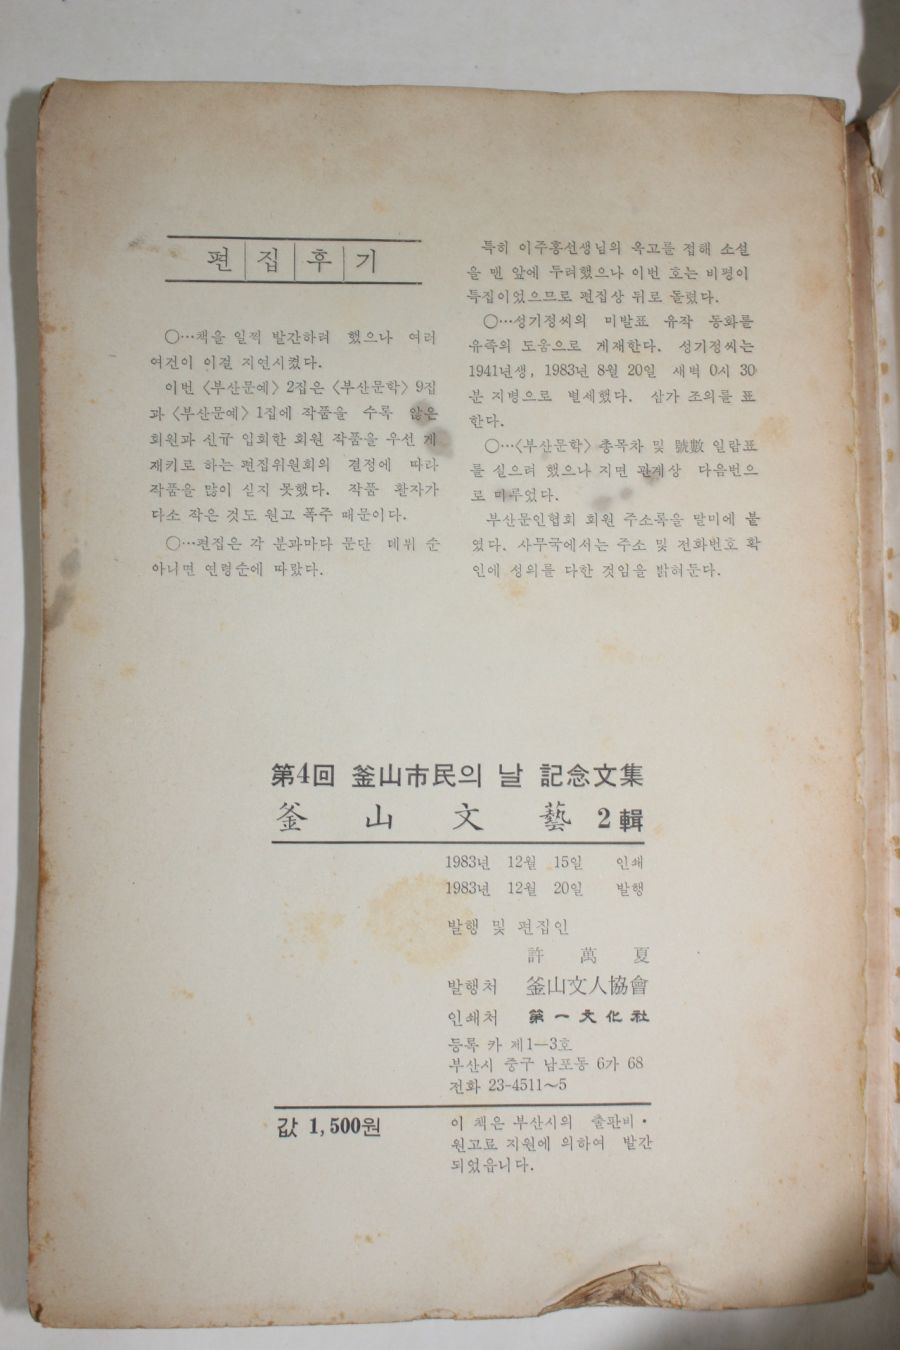 편집후기
○…책을 일찍 발간하려 했으나 여러
여건이 이걸 지연시켰다.
이번 〈부산문예〉 2집은 〈부산문학〉 9집
과 〈부산문예〉 1집에 작품을 수록 않은
회원과 신규 입회한 회원 작품을 우선 게
재키로 하는 편집위원회의 결정에 따라
작품을 많이 싣지 못했다. 작품 활자가
다소 작은 것도 원고 폭주 때문이다.
○…편집은 각 분과마다 문단 데뷔 순
아니면 연령순에 따랐다.
특히 이주홍선생님의 옥고를 접해 소설
을 맨 앞에 두려했으나 이번 호는 비평이
특집이었으므로 편집상 뒤로 돌렸다.
○…성기정씨의 미발표 유작 동화를
유족의 도움으로 게재한다. 성기정씨는
1941년생, 1983년 8월 20일 새벽 0시 30
분 지병으로 별세했다. 삼가 조의를 표
한다.
○…〈부산문학〉 총목차 및 號數 일람표
를 실으려 했으나 지면 관계상 다음번으
로 미루었다.
부산문인협회 회원 주소록을 말미에 붙
였다. 사무국에서는 주소 및 전화번호 확
인에 성의를 다한 것임을 밝혀둔다.
第4回 釜山市民의 날 記念文集
釜山文藝 2輯
1983년 12월 15일 인쇄
1983년 12월 20일 발행
발행 및 편집인
許萬夏
발행처 釜山文人協會
인쇄처 第一文化社
등록 카 제1—3호
부산시 중구 남포동 6가 68
전화 23-4511~5
값 1,500원
이 책은 부산시의 출판비·
원고료 지원에 의하여 발간
되었읍니다.